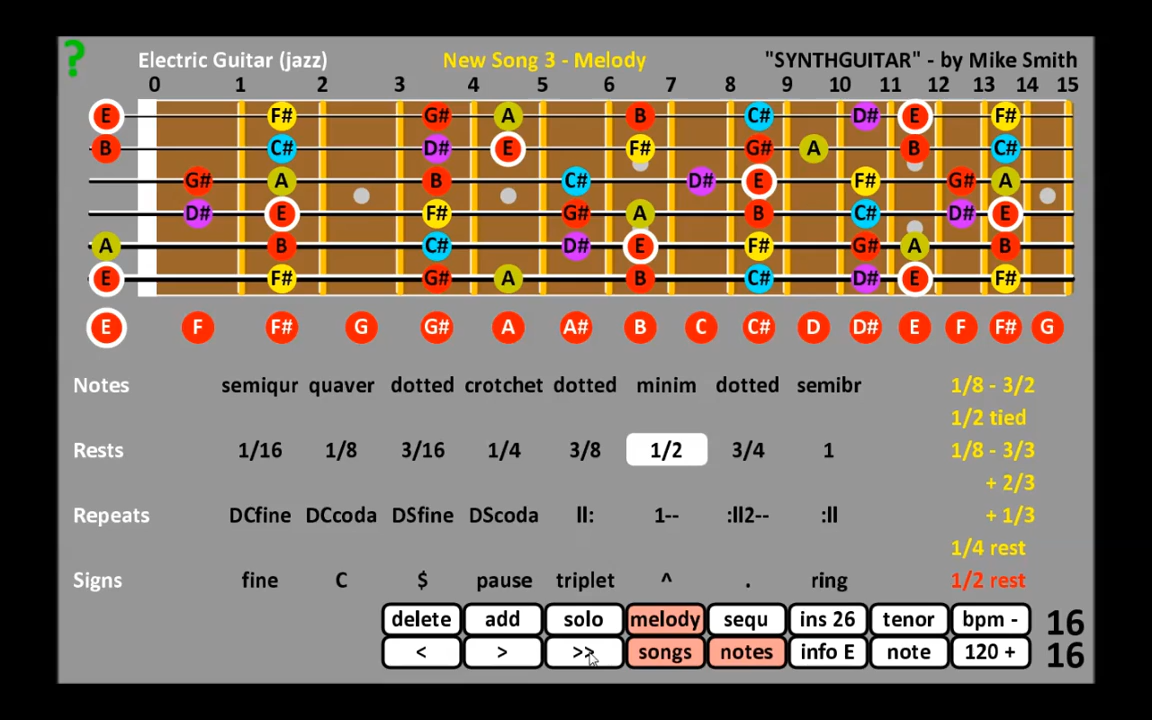 ? Electric Guitar (jazz) New Song 3 - Melody "SYNTHGUITAR" - by Mike Smith
0 1 2 3 4 5 6 7 8 9 10 11 12 13 14 15
E F# G# A B C# D# E F#
B C# D# E F# G# A B C#
G# A B C# D# E F# G# A
D# E F# G# A B C# D# E
A B C# D# E F# G# A B
E F# G# A B C# D# E F#
E F F# G G# A A# B C C# D D# E F F# G
Notes semiqur quaver dotted crotchet dotted minim dotted semibr 1/8 - 3/2
1/2 tied
Rests 1/16 1/8 3/16 1/4 3/8 1/2 3/4 1 1/8 - 3/3
+ 2/3
Repeats DCfine DCcoda DSfine DScoda ll: 1-- :ll2-- :ll + 1/3
1/4 rest
Signs fine C $ pause triplet ^ . ring 1/2 rest
delete add solo melody sequ ins 26 tenor bpm - 16
< > >> songs notes info E note 120 + 16